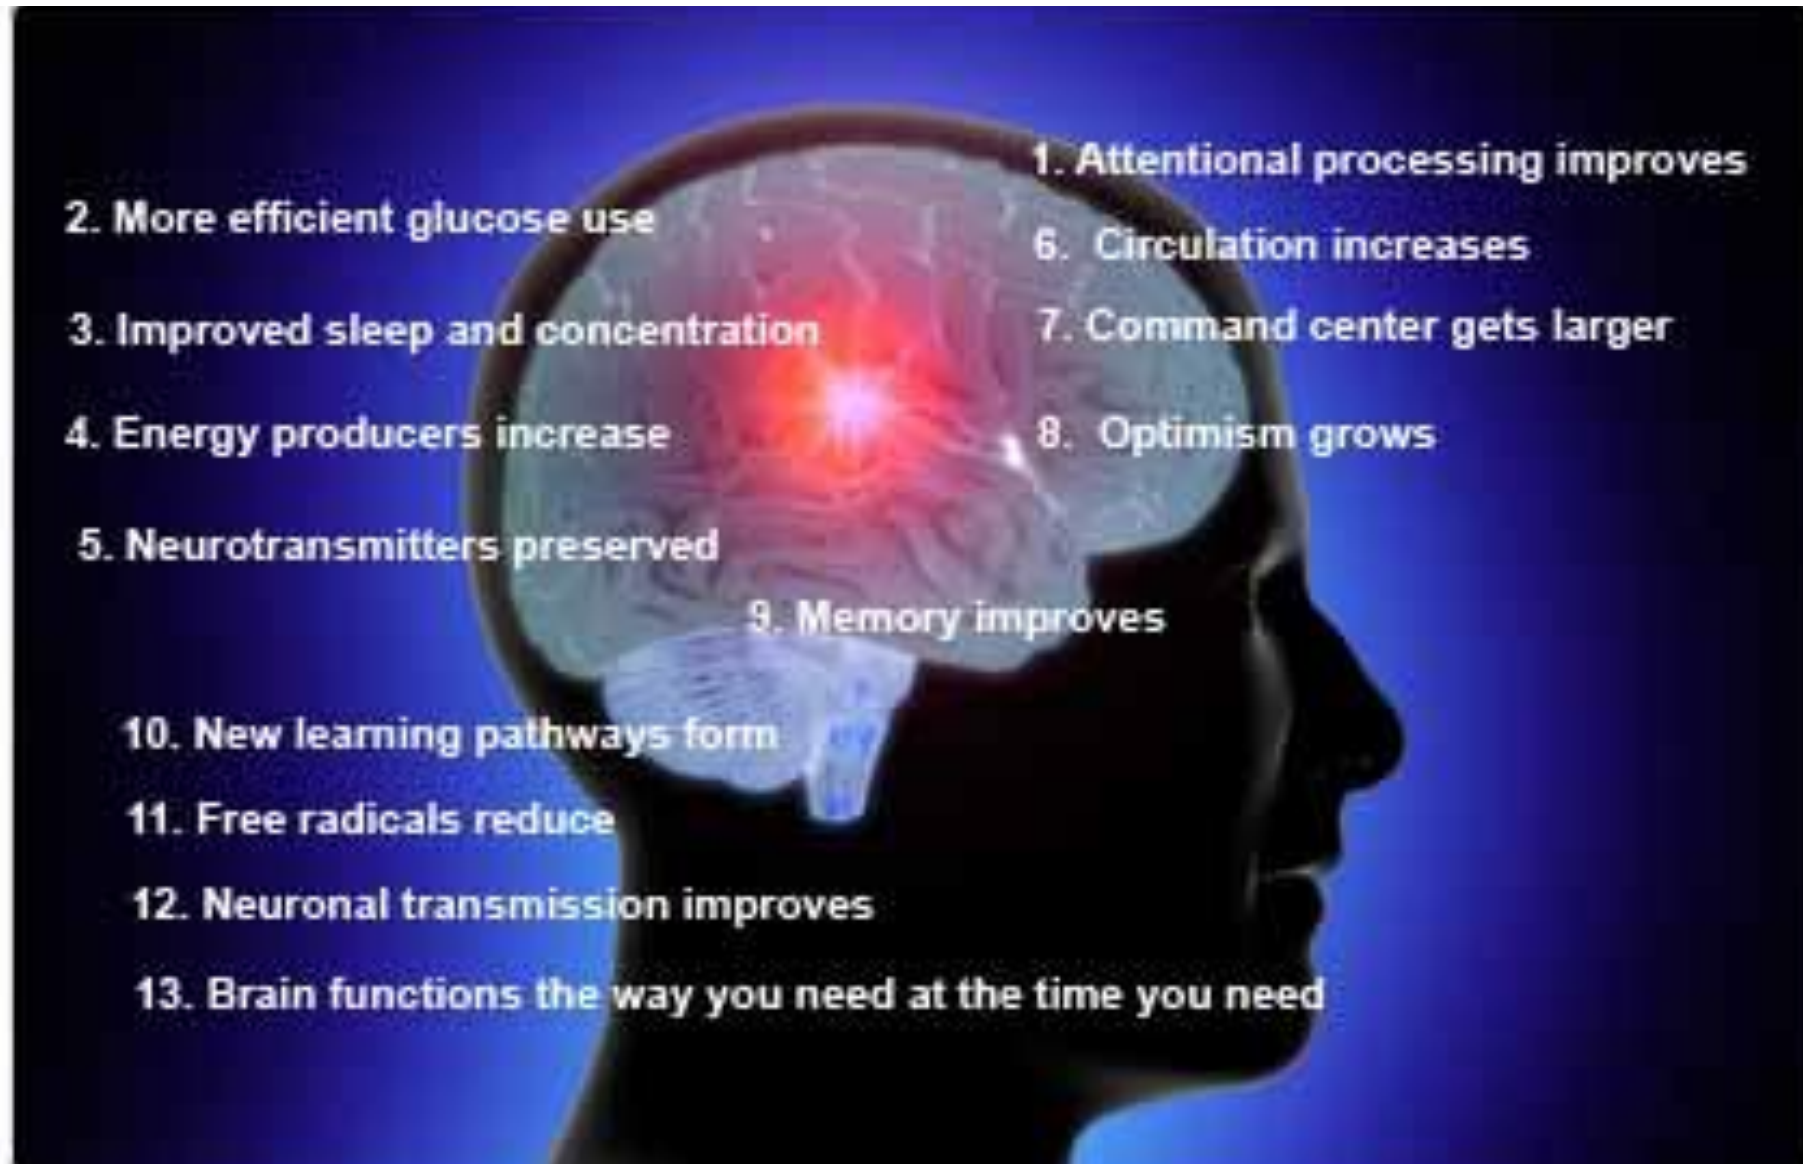 1. Attentional processing improves
2. More efficient glucose use
3. Improved sleep and concentration
4. Energy producers increase
5. Neurotransmitters preserved
6. Circulation increases
7. Command center gets larger
8. Optimism grows
9. Memory improves
10. New learning pathways form
11. Free radicals reduce
12. Neuronal transmission improves
13. Brain functions the way you need at the time you need